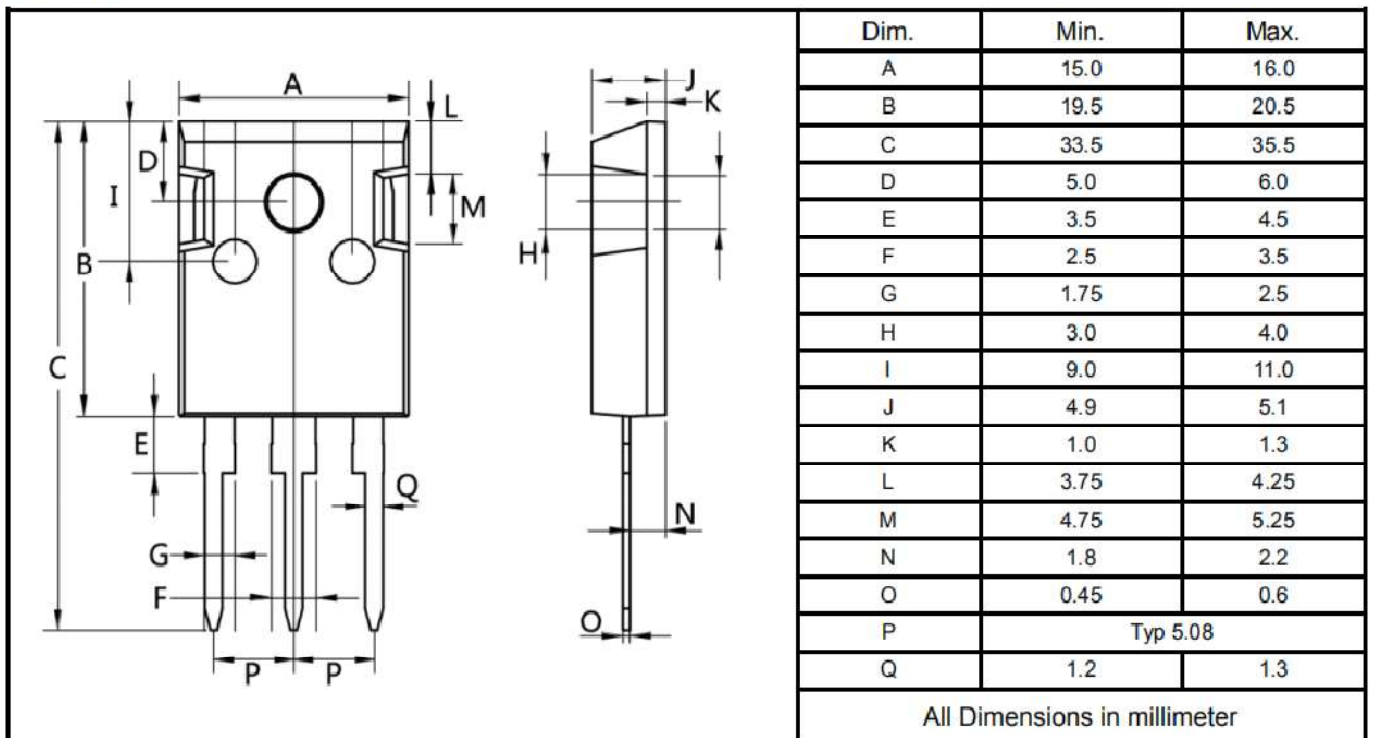 A
L
D
I
M
B
C
E
Q
G
F
P P
J
K
H
N
O
Dim. Min. Max.
A 15.0 16.0
B 19.5 20.5
C 33.5 35.5
D 5.0 6.0
E 3.5 4.5
F 2.5 3.5
G 1.75 2.5
H 3.0 4.0
I 9.0 11.0
J 4.9 5.1
K 1.0 1.3
L 3.75 4.25
M 4.75 5.25
N 1.8 2.2
O 0.45 0.6
P Typ 5.08
Q 1.2 1.3
All Dimensions in millimeter